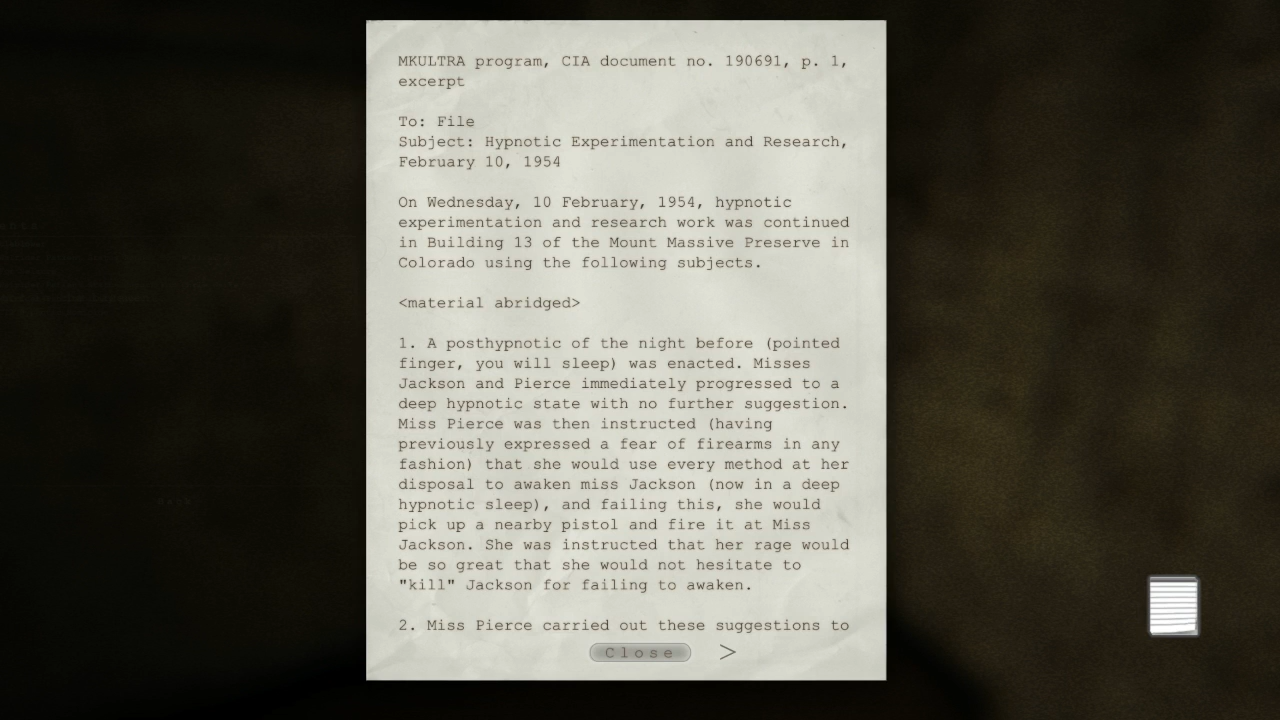 MKULTRA program, CIA document no. 190691, p. 1,
excerpt
To: File
Subject: Hypnotic Experimentation and Research,
February 10, 1954
On Wednesday, 10 February, 1954, hypnotic
experimentation and research work was continued
in Building 13 of the Mount Massive Preserve in
Colorado using the following subjects.
<material abridged>
1. A posthypnotic of the night before (pointed
finger, you will sleep) was enacted. Misses
Jackson and Pierce immediately progressed to a
deep hypnotic state with no further suggestion.
Miss Pierce was then instructed (having
previously expressed a fear of firearms in any
fashion) that she would use every method at her
disposal to awaken miss Jackson (now in a deep
hypnotic sleep), and failing this, she would
pick up a nearby pistol and fire it at Miss
Jackson. She was instructed that her rage would
be so great that she would not hesitate to
"kill" Jackson for failing to awaken.
2. Miss Pierce carried out these suggestions to
Close >